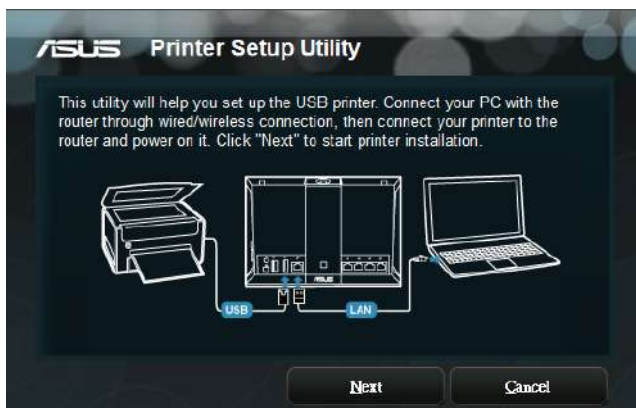 ASUS Printer Setup Utility
This utility will help you set up the USB printer. Connect your PC with the
router through wired/wireless connection, then connect your printer to the
router and power on it. Click "Next" to start printer installation.
ASUS
USB
LAN
Next
Cancel